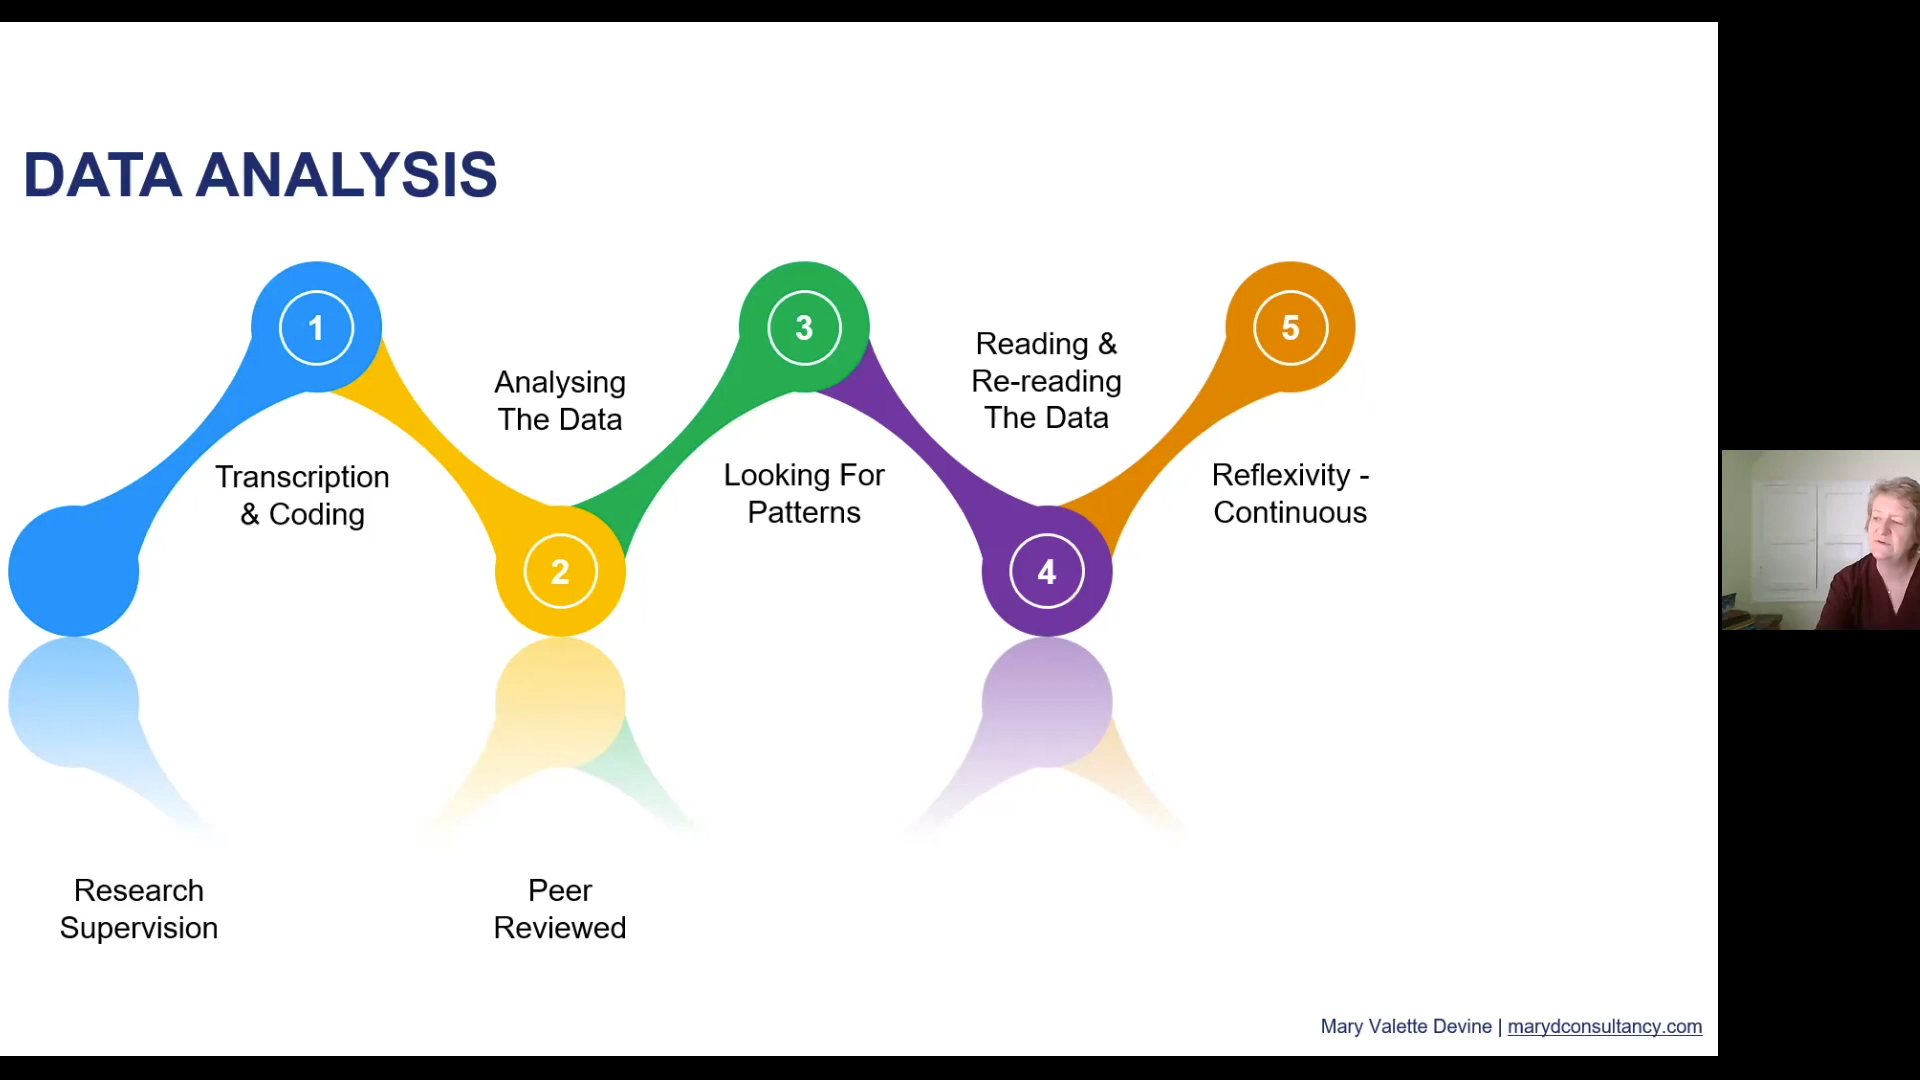 DATA ANALYSIS
1
Transcription
& Coding
2
Analysing
The Data
3
Looking For
Patterns
4
Reading &
Re-reading
The Data
5
Reflexivity -
Continuous
Research
Supervision
Peer
Reviewed
Mary Valette Devine | marydconsultancy.com